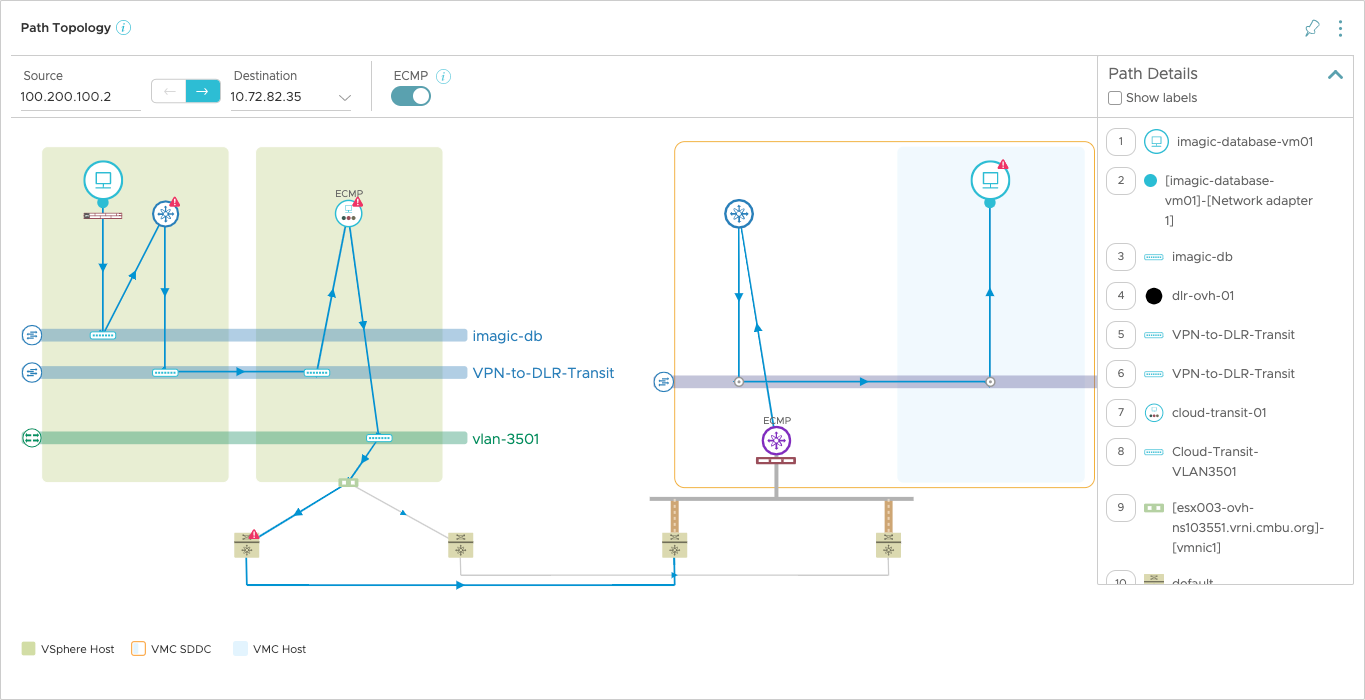 Path Topology
Source
100.200.100.2
Destination
10.72.82.35
ECMP
Path Details
Show labels
ECMP
imagic-db
VPN-to-DLR-Transit
vlan-3501
ECMP
1
imagic-database-vm01
2
[imagic-database-
vm01]-[Network adapter
1]
3
imagic-db
4
dlr-ovh-01
5
VPN-to-DLR-Transit
6
VPN-to-DLR-Transit
7
cloud-transit-01
8
Cloud-Transit-
VLAN3501
9
[esx003-ovh-
ns103551.vrni.cmbu.org]-
[vmnic1]
10
default
VSphere Host
VMC SDDC
VMC Host